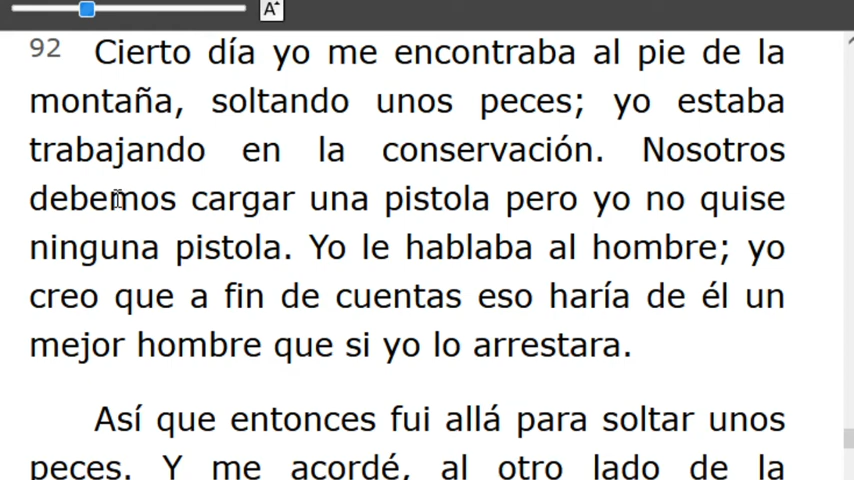 A
92 Cierto día yo me encontraba al pie de la
montaña, soltando unos peces; yo estaba
trabajando en la conservación. Nosotros
debemos cargar una pistola pero yo no quise
ninguna pistola. Yo le hablaba al hombre; yo
creo que a fin de cuentas eso haría de él un
mejor hombre que si yo lo arrestara.
Así que entonces fui allá para soltar unos
peces. Y me acordé, al otro lado de la